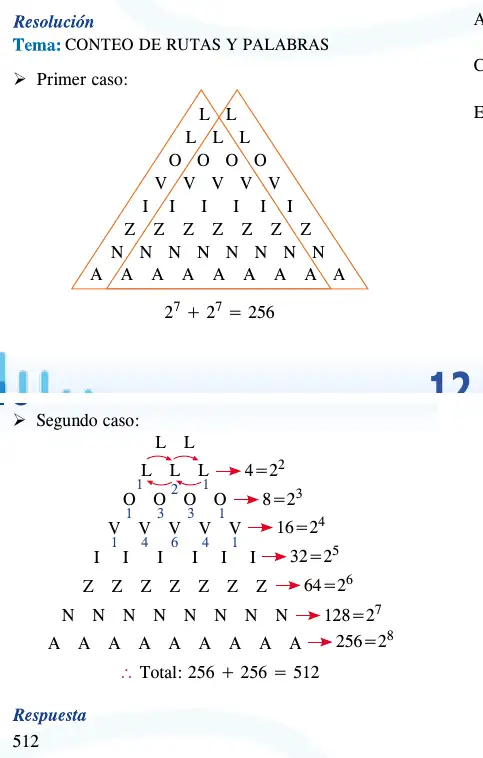 Resolución
Tema: CONTEO DE RUTAS Y PALABRAS
A
➢ Primer caso:
C
E
L L
L L L
O O O O
V V V V V
I I I I I I
Z Z Z Z Z Z Z
N N N N N N N N
A A A A A A A A A
2⁷ + 2⁷ = 256
12
➢ Segundo caso:
L L
L L L → 4=2²
1 2 1
O O O O → 8=2³
1 3 3 1
V V V V V → 16=2⁴
1 4 6 4 1
I I I I I I → 32=2⁵
Z Z Z Z Z Z Z → 64=2⁶
N N N N N N N N → 128=2⁷
A A A A A A A A A → 256=2⁸
∴ Total: 256 + 256 = 512
Respuesta
512